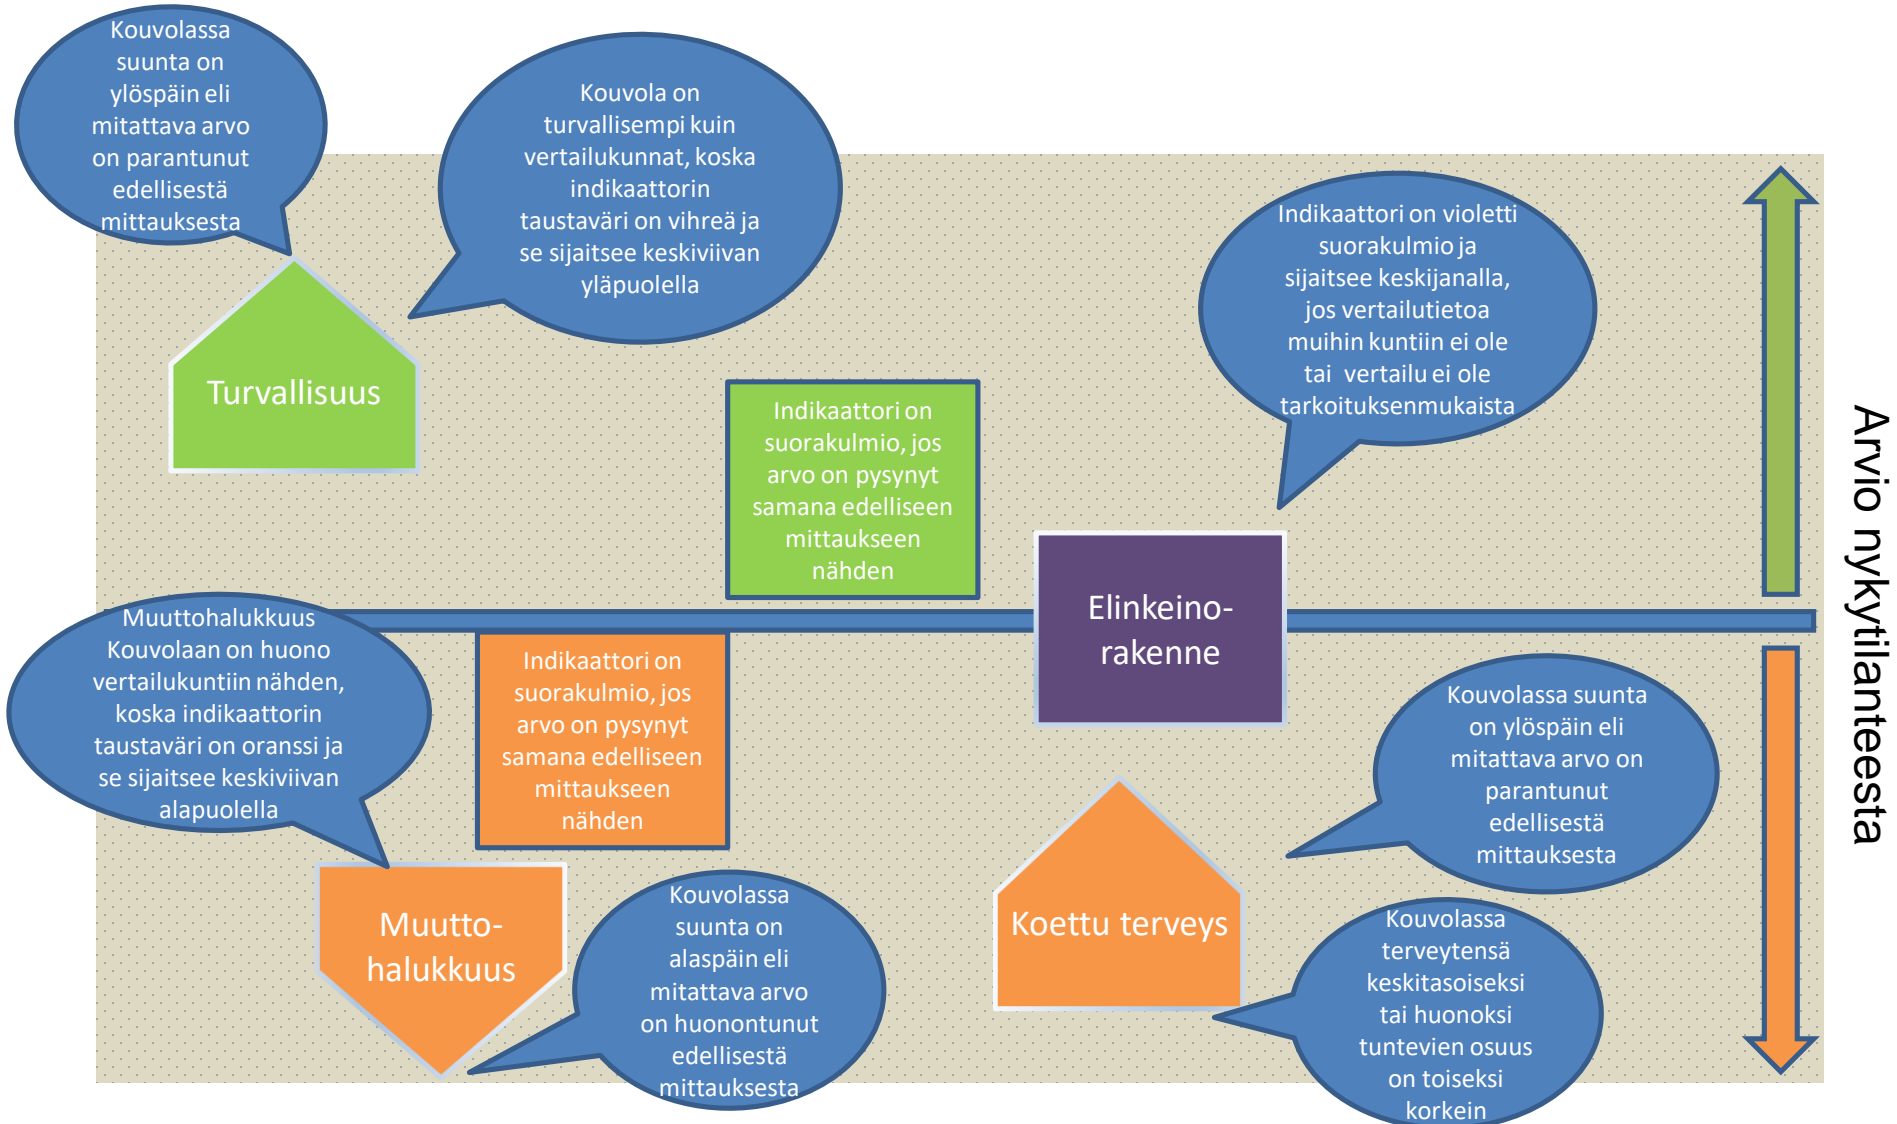 Kouvolassa
suunta on
ylöspäin eli
mitattava arvo
on parantunut
edellisestä
mittauksesta
Kouvola on
turvallisempi kuin
vertailukunnat, koska
indikaattorin
taustaväri on vihreä ja
se sijaitsee keskiviivan
yläpuolella
Indikaattori on violetti
suorakulmio ja
sijaitsee keskijanalla,
jos vertailutietoa
muihin kuntiin ei ole
tai vertailu ei ole
tarkoituksenmukaista
Turvallisuus
Indikaattori on
suorakulmio, jos
arvo on pysynyt
samana edelliseen
mittaukseen
nähden
Arvio nykytilanteesta
Elinkeino-
rakenne
Muuttohalukkuus
Kouvolaan on huono
vertailukuntiin nähden,
koska indikaattorin
taustaväri on oranssi ja
se sijaitsee keskiviivan
alapuolella
Indikaattori on
suorakulmio, jos
arvo on pysynyt
samana edelliseen
mittaukseen
nähden
Kouvolassa suunta
on ylöspäin eli
mitattava arvo on
parantunut
edellisestä
mittauksesta
Muutto-
halukkuus
Kouvolassa
suunta on
alaspäin eli
mitattava arvo
on huonontunut
edellisestä
mittauksesta
Koettu terveys
Kouvolassa
terveytensä
keskitasoiseksi
tai huonoksi
tuntevien osuus
on toiseksi
korkein